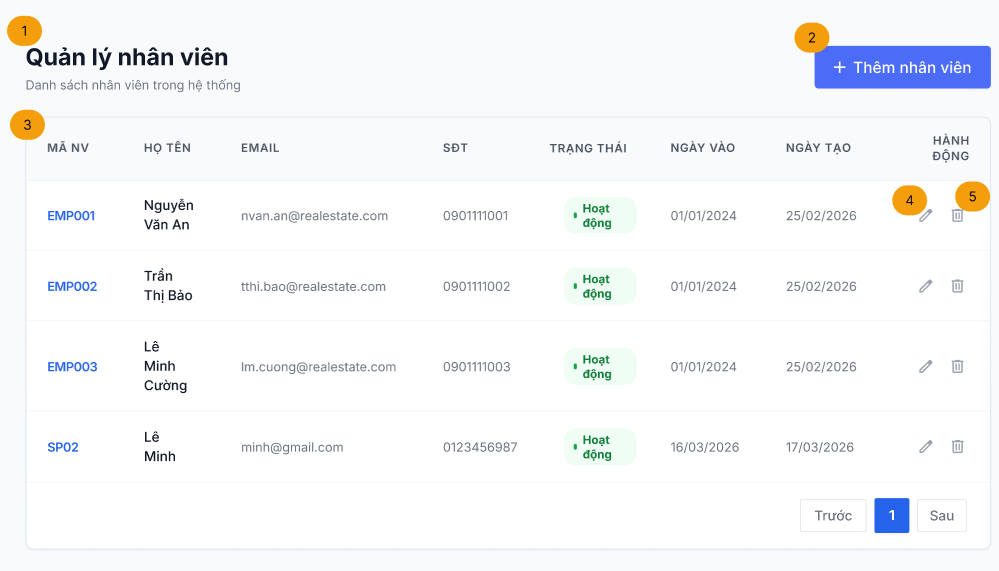 1
Quản lý nhân viên
Danh sách nhân viên trong hệ thống
2
+ Thêm nhân viên
3
MÃ NV HỌ TÊN EMAIL SĐT TRẠNG THÁI NGÀY VÀO NGÀY TẠO HÀNH
ĐỘNG
4
5
EMP001 Nguyễn nvan.an@realestate.com 0901111001 Hoạt 01/01/2024 25/02/2026
Văn An động
EMP002 Trần tthi.bao@realestate.com 0901111002 Hoạt 01/01/2024 25/02/2026
Thị Bảo động
EMP003 Lê lm.cuong@realestate.com 0901111003 Hoạt 01/01/2024 25/02/2026
Minh động
Cường
SP02 Lê minh@gmail.com 0123456987 Hoạt 16/03/2026 17/03/2026
Minh động
Trước 1 Sau